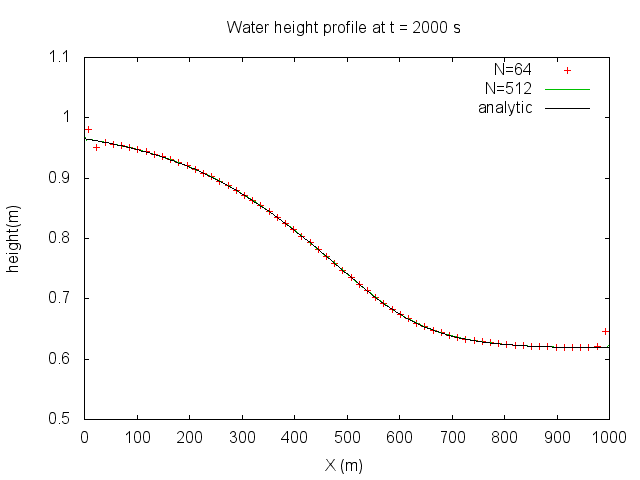 Water height profile at t = 2000 s
N=64
N=512
analytic
1.1
1
0.9
0.8
0.7
0.6
0.5
height(m)
0 100 200 300 400 500 600 700 800 900 1000
X (m)